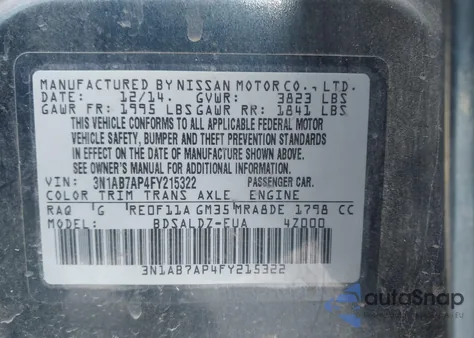 MANUFACTURED BY NISSAN MOTOR CO., LTD.
DATE: 12/14. GVWR: 3823 LBS
GAWR FR: 1995 LBS GAWR RR: 1841 LBS
THIS VEHICLE CONFORMS TO ALL APPLICABLE FEDERAL MOTOR
VEHICLE SAFETY, BUMPER AND THEFT PREVENTION STANDARDS
IN EFFECT ON THE DATE OF MANUFACTURE SHOWN ABOVE.
SEE OWNER'S MANUAL FOR ADDITIONAL INFORMATION.
VIN: 3N1AB7AP4FY215322 PASSENGER CAR.
COLOR TRIM TRANS AXLE ENGINE
RAQ G RE0F11A GM35 MRA8DE 1798 CC
MODEL: BDSALDZ-EUA 4Z000
3N1AB7AP4FY215322
autoSnap